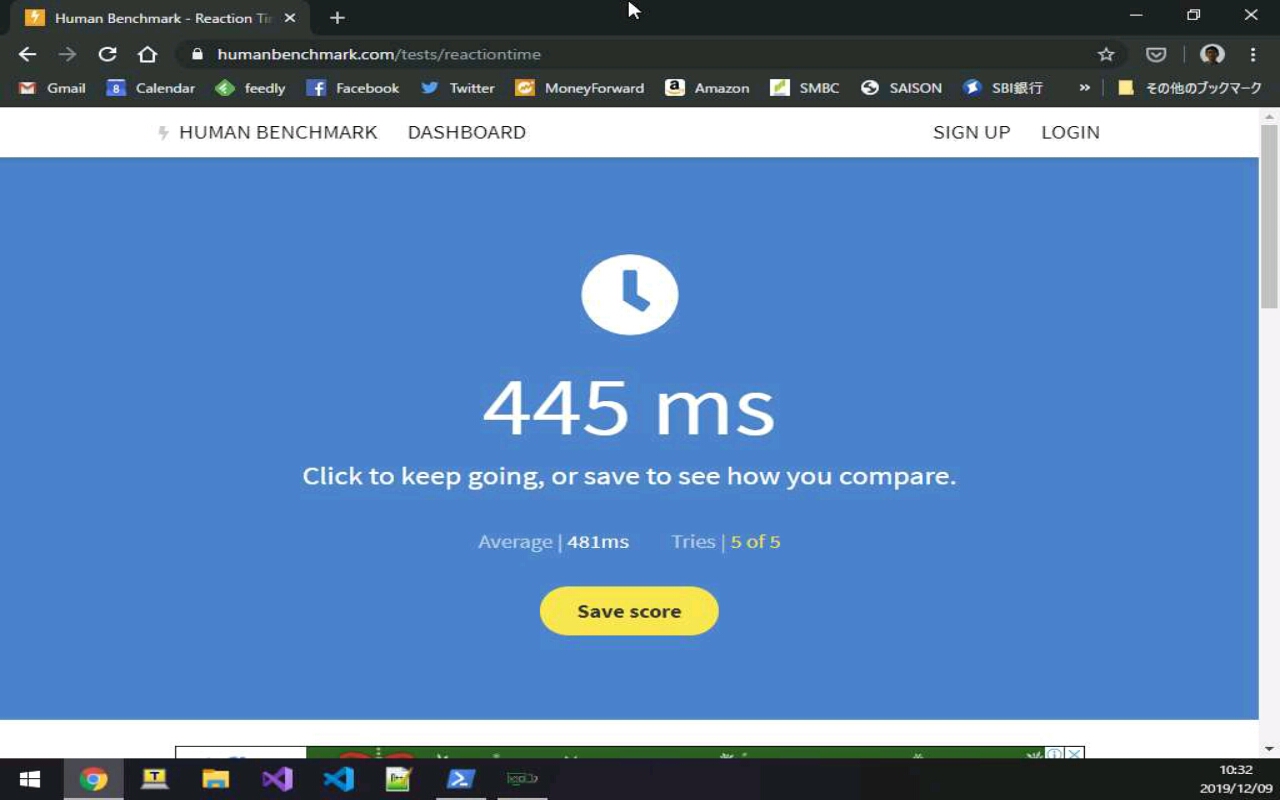 Human Benchmark - Reaction Ti
humanbenchmark.com/tests/reactiontime
Gmail 8 Calendar feedly Facebook Twitter MoneyForward a Amazon SMBC SAISON SBI銀行 » その他のブックマーク
HUMAN BENCHMARK DASHBOARD SIGN UP LOGIN
445 ms
Click to keep going, or save to see how you compare.
Average | 481ms Tries | 5 of 5
Save score
10:32
2019/12/09